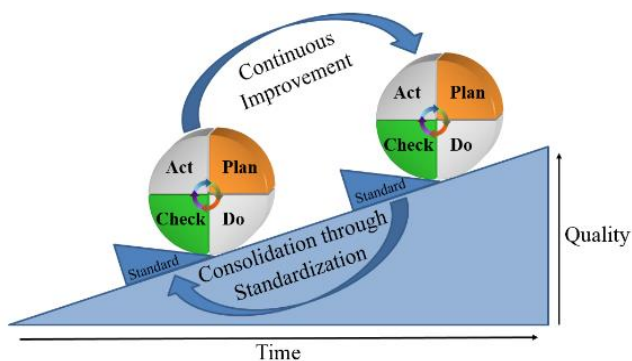 Continuous
Improvement
Act Plan
Check Do
Standard
Act Plan
Check Do
Standard
Consolidation through
Standardization
Quality
Time